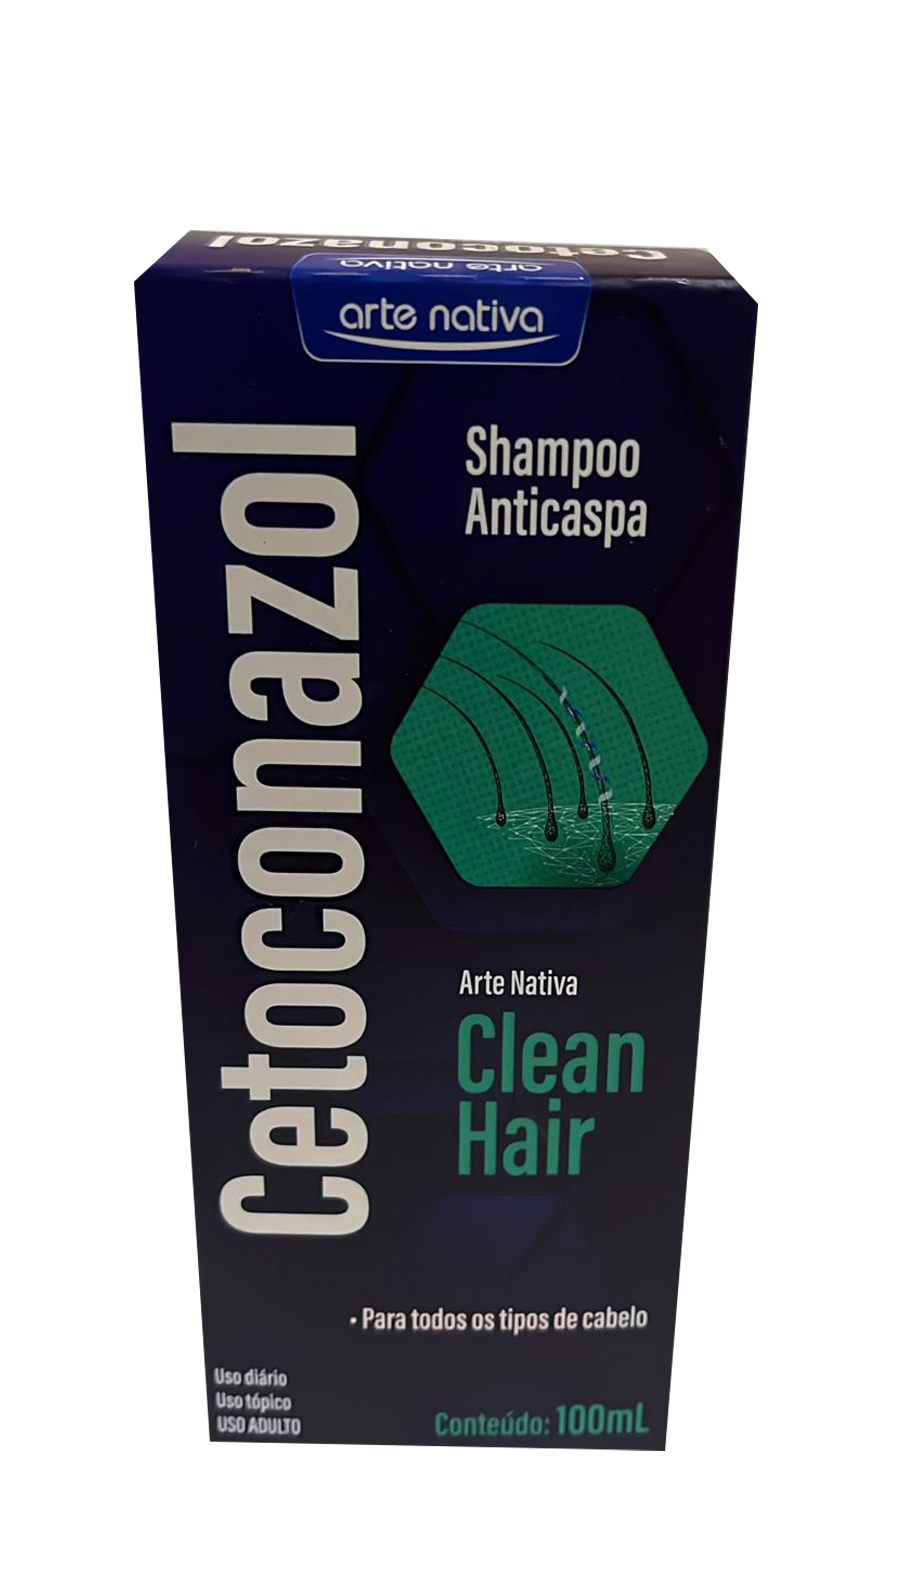 Cetoconazol
arte nativa
arte nativa
Shampoo
Anticaspa
Cetoconazol
Arte Nativa
Clean
Hair
• Para todos os tipos de cabelo
Uso diário
Uso tópico
USO ADULTO
Conteúdo: 100mL